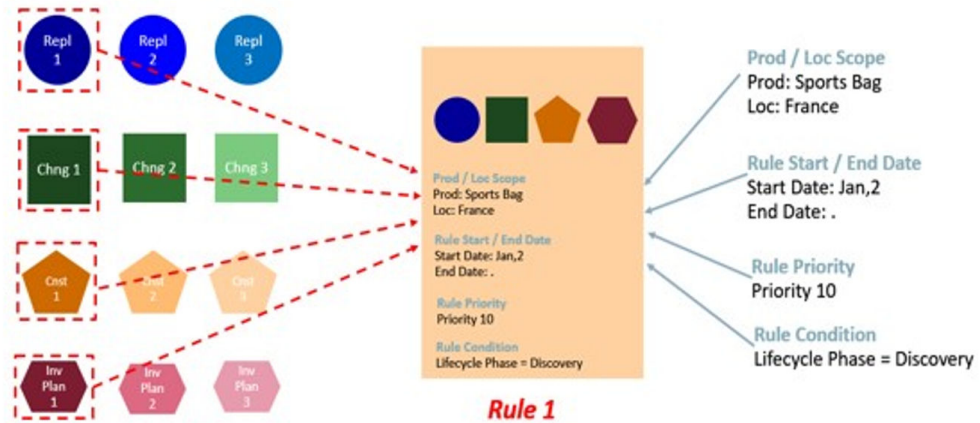 Repl
1
Repl
2
Repl
3
Chng 1
Chng 2
Chng 3
Cnst
1
Cnst
2
Cnst
3
Inv
Plan
1
Inv
Plan
2
Inv
Plan
3
Prod / Loc Scope
Prod: Sports Bag
Loc: France
Rule Start / End Date
Start Date: Jan,2
End Date: .
Rule Priority
Priority 10
Rule Condition
Lifecycle Phase = Discovery
Rule 1
Prod / Loc Scope
Prod: Sports Bag
Loc: France
Rule Start / End Date
Start Date: Jan,2
End Date: .
Rule Priority
Priority 10
Rule Condition
Lifecycle Phase = Discovery